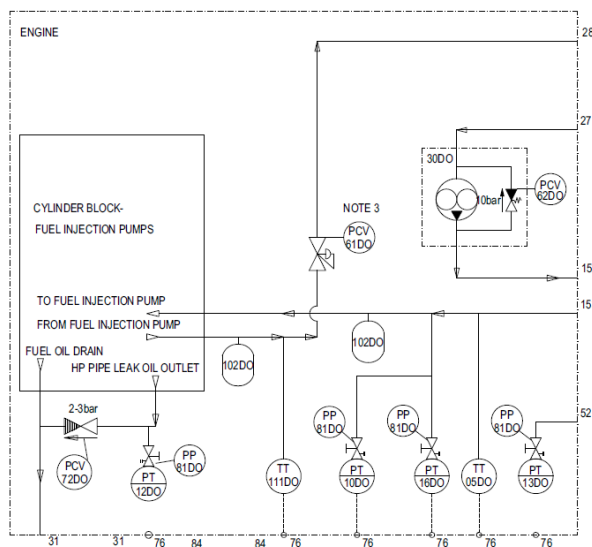 ENGINE
28
27
30DO
10bar
PCV
62DO
CYLINDER BLOCK-
FUEL INJECTION PUMPS
NOTE 3
PCV
61DO
15
TO FUEL INJECTION PUMP
15
FROM FUEL INJECTION PUMP
102DO
102DO
FUEL OIL DRAIN
HP PIPE LEAK OIL OUTLET
2-3bar
PCV
72DO
PP
81DO
PT
12DO
TT
111DO
PP
81DO
PT
10DO
PP
81DO
PT
16DO
TT
05DO
PP
81DO
PT
13DO
52
31
31
76
84
84
76
76
76
76
76